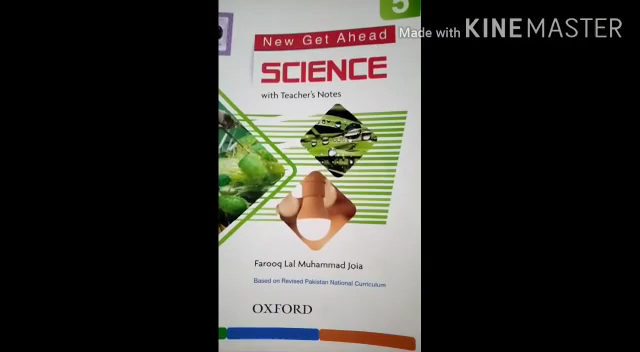 5
Made with KINEMASTER
New Get Ahead
SCIENCE
with Teacher's Notes
Farooq Lal Muhammad Joia
Based on Revised Pakistan National Curriculum
OXFORD